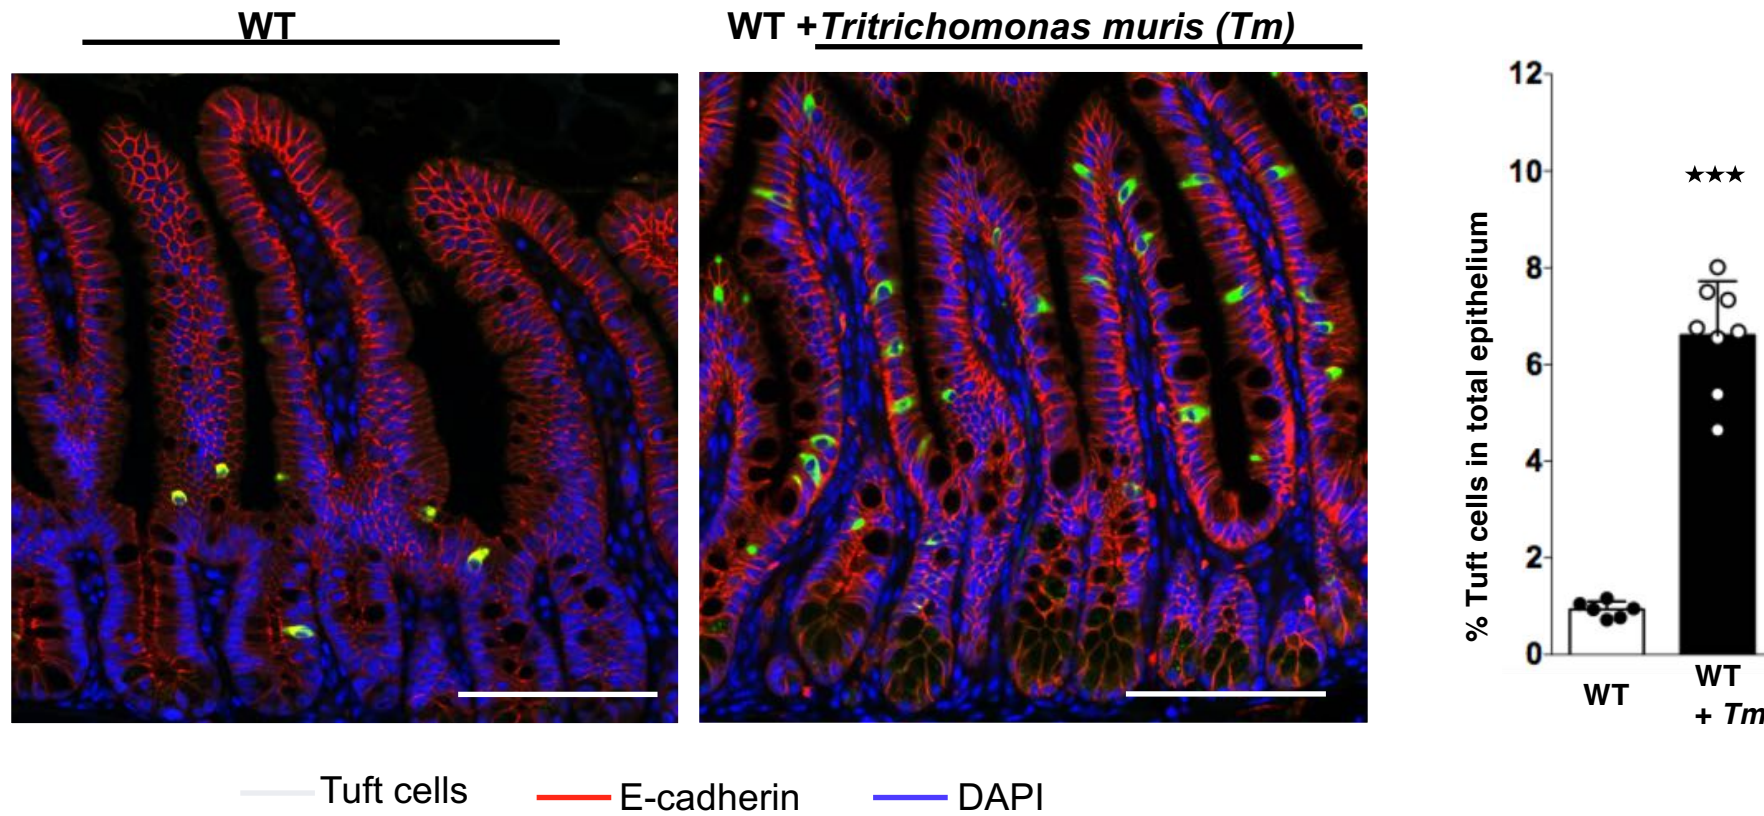 WT
WT + Tritrichomonas muris (Tm)
% Tuft cells in total epithelium
12
10
8
6
4
2
0
★★★
WT
WT
+ Tm
Tuft cells
E-cadherin
DAPI